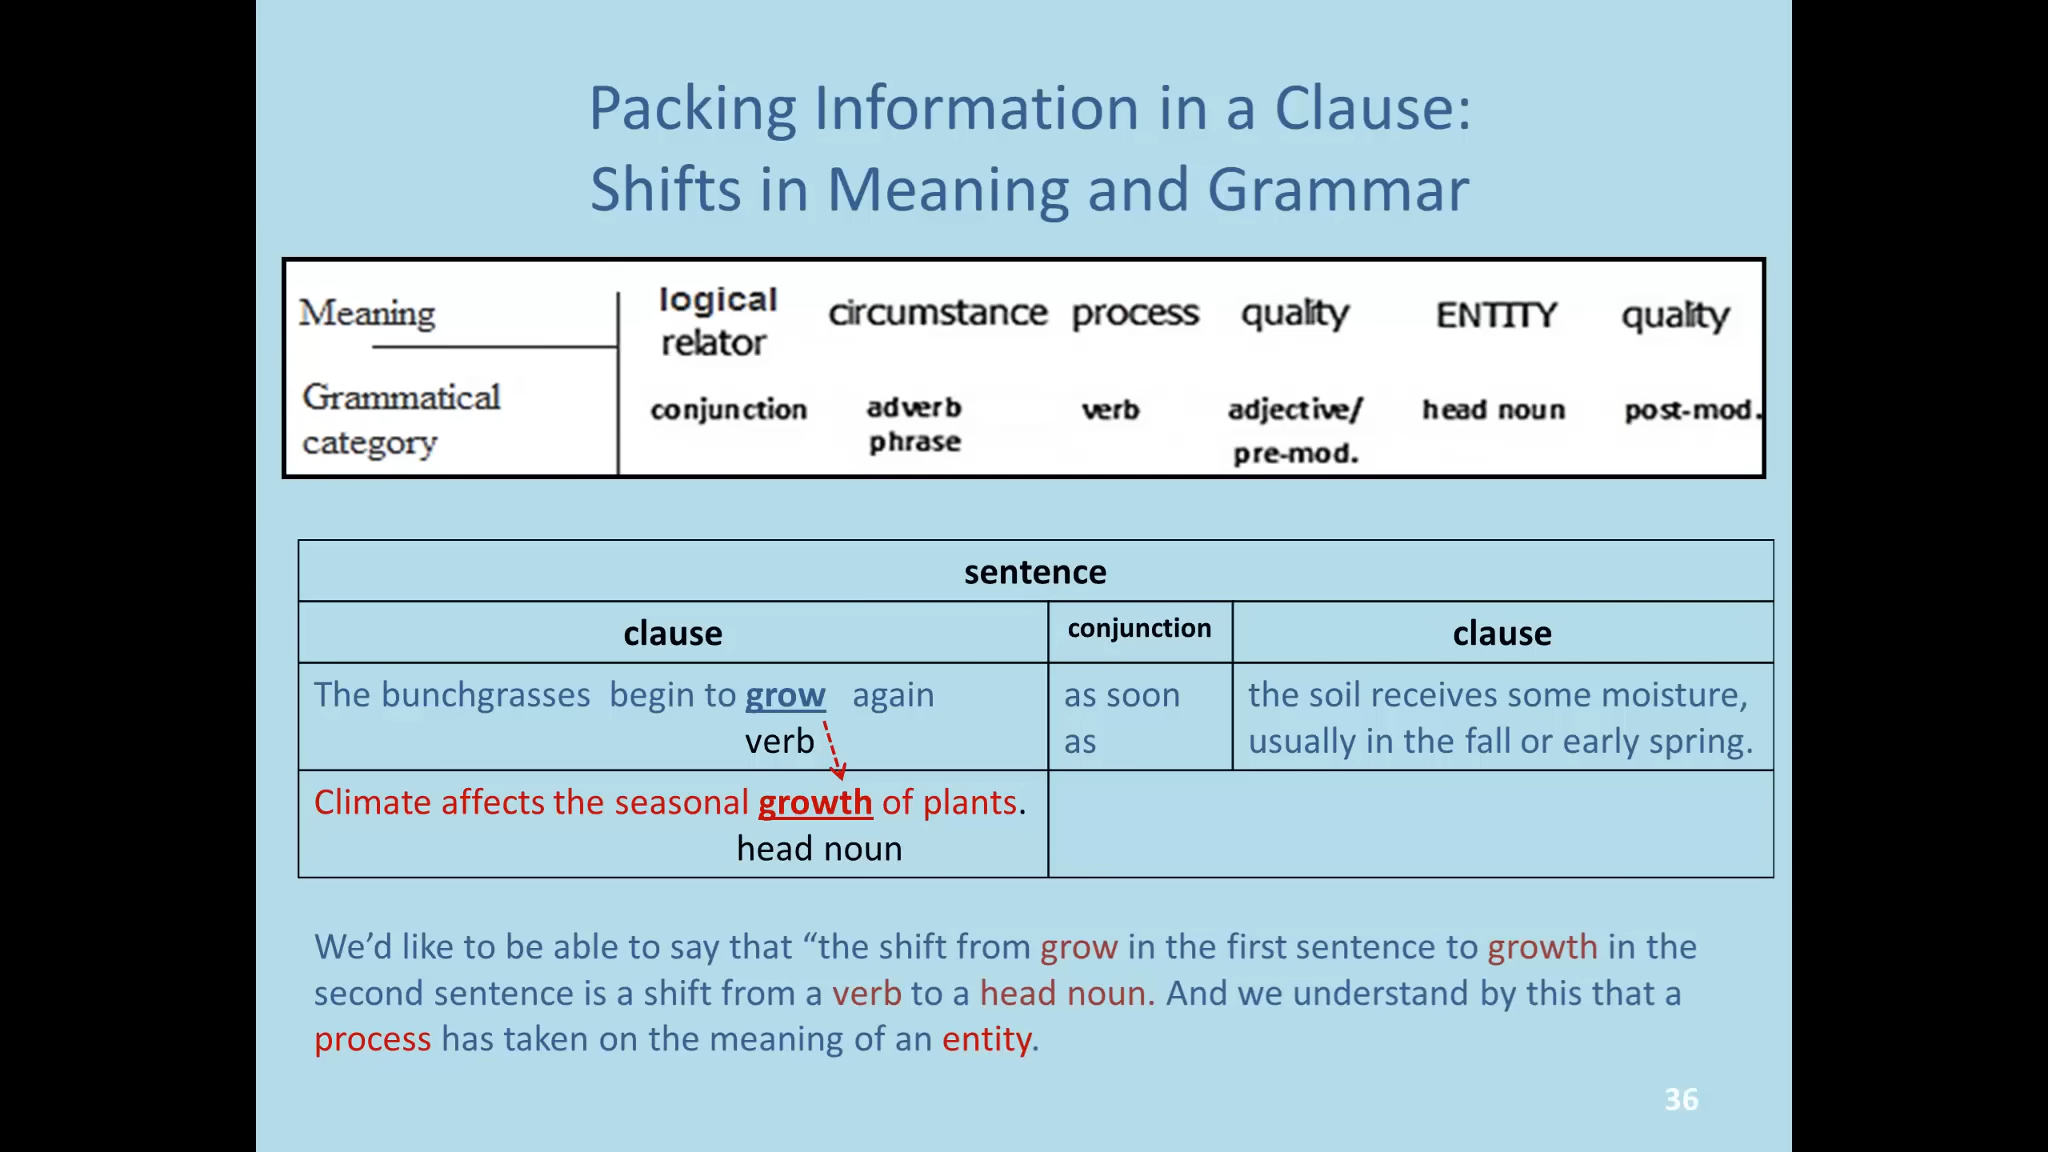 Packing Information in a Clause:
Shifts in Meaning and Grammar
Meaning logical relator circumstance process quality ENTITY quality
Grammatical category conjunction adverb phrase verb adjective/ pre-mod. head noun post-mod.
sentence
clause conjunction clause
The bunchgrasses begin to grow again as soon the soil receives some moisture,
verb as usually in the fall or early spring.
Climate affects the seasonal growth of plants.
head noun
We’d like to be able to say that “the shift from grow in the first sentence to growth in the
second sentence is a shift from a verb to a head noun. And we understand by this that a
process has taken on the meaning of an entity.
36